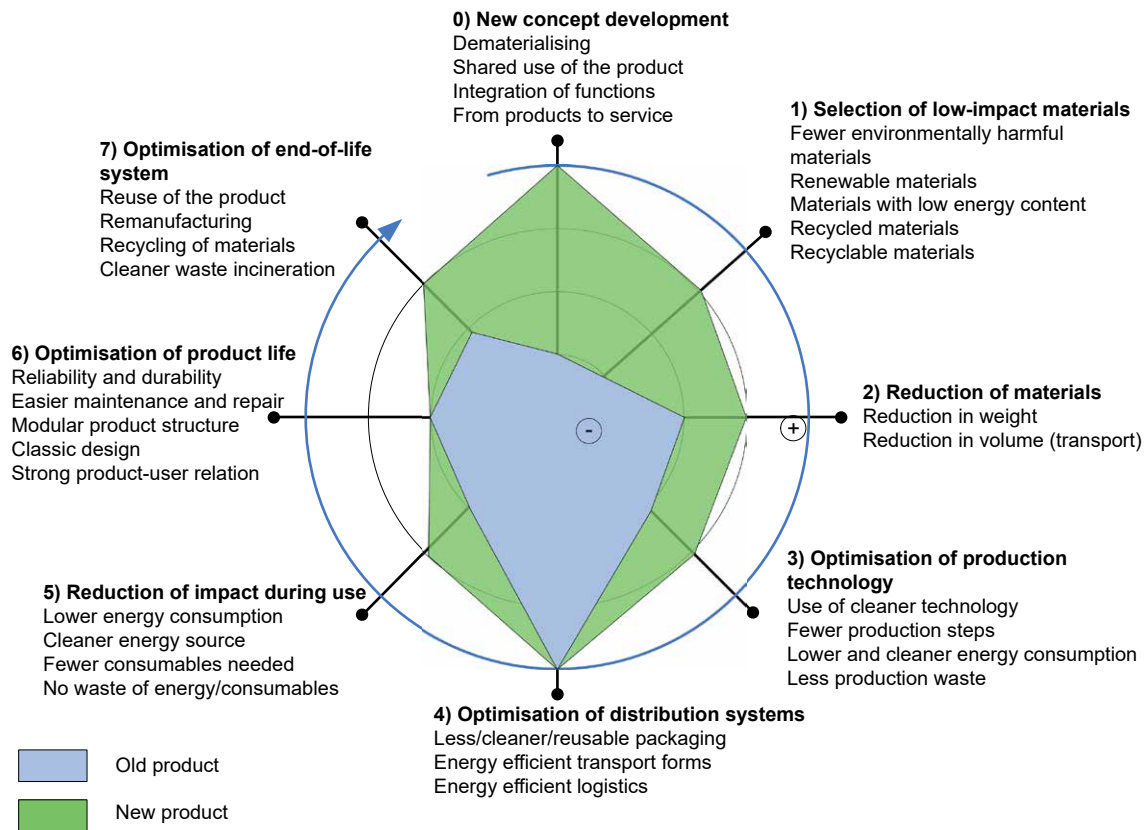 0) New concept development
Dematerialising
Shared use of the product
Integration of functions
From products to service
1) Selection of low-impact materials
Fewer environmentally harmful
materials
Renewable materials
Materials with low energy content
Recycled materials
Recyclable materials
2) Reduction of materials
Reduction in weight
Reduction in volume (transport)
3) Optimisation of production
technology
Use of cleaner technology
Fewer production steps
Lower and cleaner energy consumption
Less production waste
4) Optimisation of distribution systems
Less/cleaner/reusable packaging
Energy efficient transport forms
Energy efficient logistics
5) Reduction of impact during use
Lower energy consumption
Cleaner energy source
Fewer consumables needed
No waste of energy/consumables
6) Optimisation of product life
Reliability and durability
Easier maintenance and repair
Modular product structure
Classic design
Strong product-user relation
7) Optimisation of end-of-life
system
Reuse of the product
Remanufacturing
Recycling of materials
Cleaner waste incineration
-
+
Old product
New product